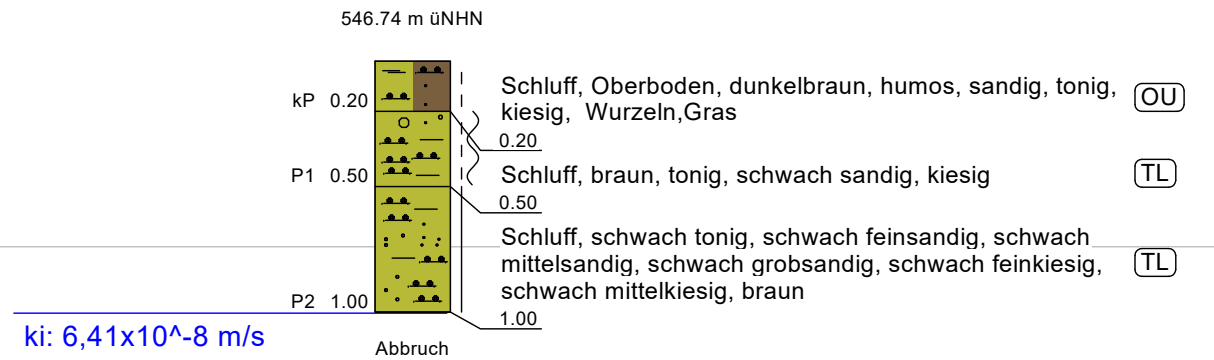 546.74 m üNHN
kP 0.20
Schluff, Oberboden, dunkelbraun, humos, sandig, tonig,
kiesig, Wurzeln,Gras
OU
0.20
P1 0.50
Schluff, braun, tonig, schwach sandig, kiesig
TL
0.50
Schluff, schwach tonig, schwach feinsandig, schwach
mittelsandig, schwach grobsandig, schwach feinkiesig,
schwach mittelkiesig, braun
TL
P2 1.00
1.00
ki: 6,41x10^-8 m/s
Abbruch